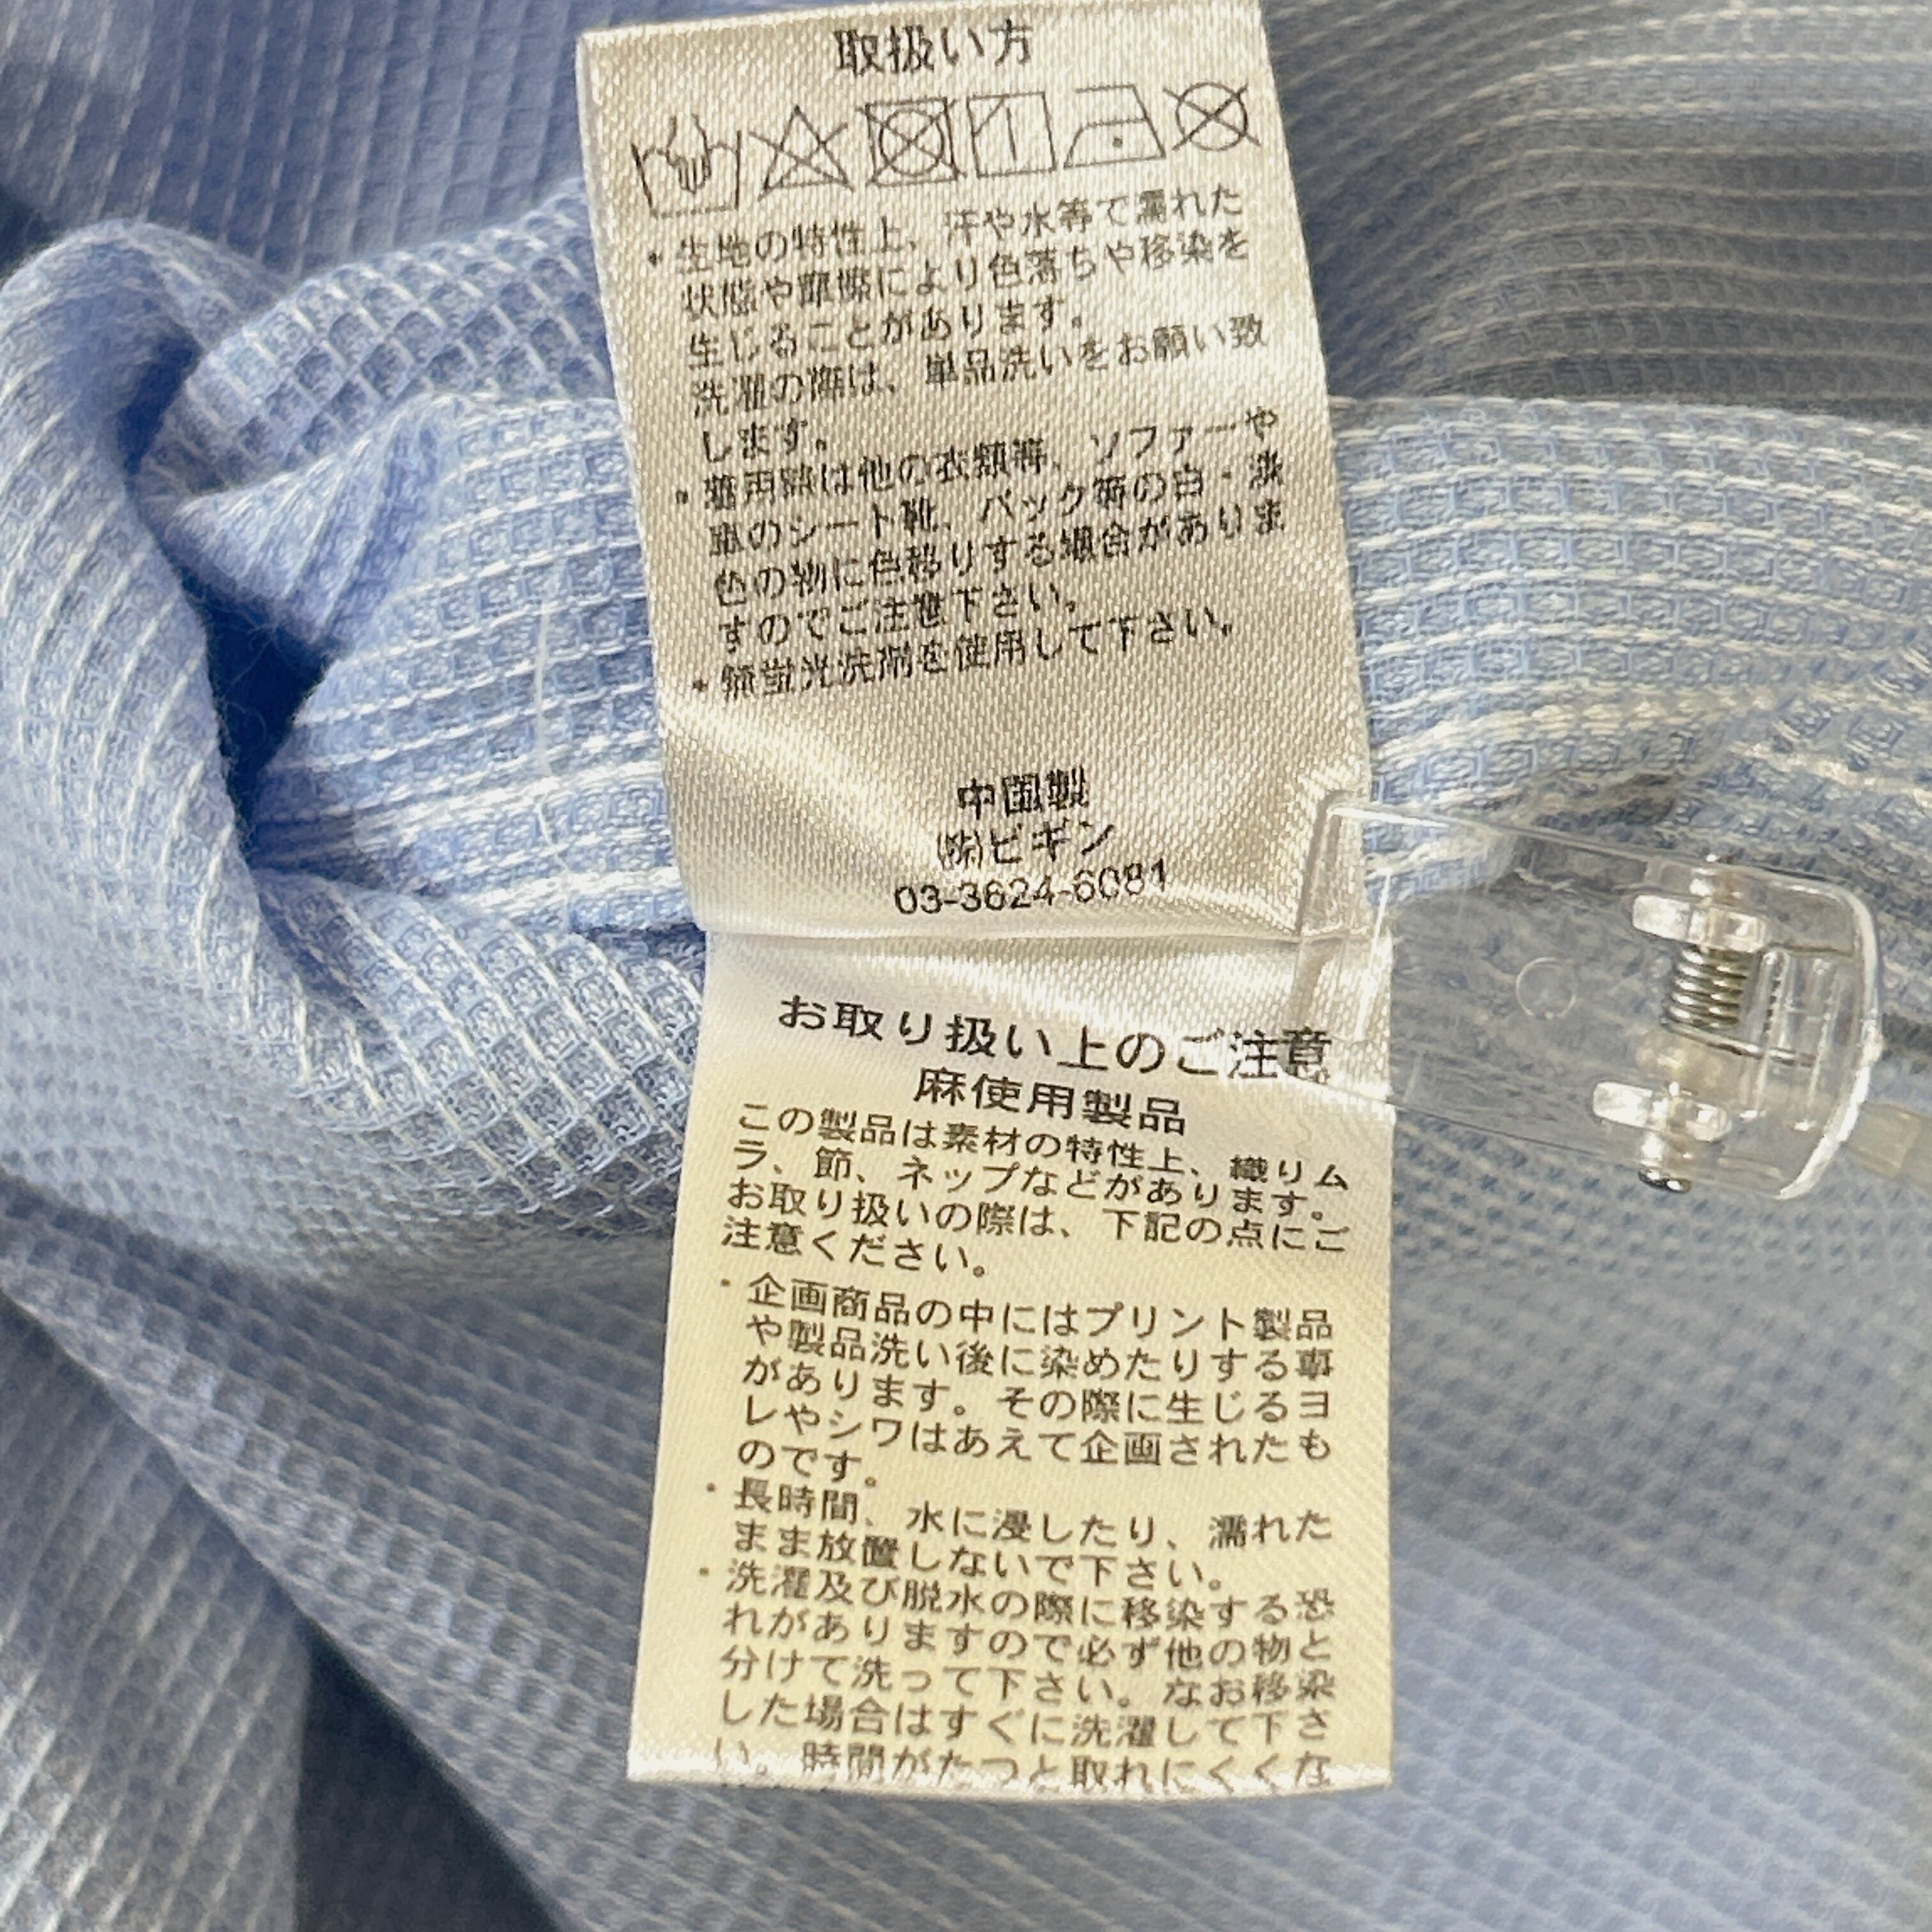 取扱い方
・生地の特性上、汗や水等で濡れた
状態や摩擦により色落ちや移染を
生じることがあります。
洗濯の際は、単品洗いをお願い致
します。
・着用時は他の衣類等、ソファーや
車のシート靴、バック等の白・淡
色の物に色移りする場合がありま
すのでご注意下さい。
・無蛍光洗剤を使用して下さい。
中国製
㈱ビギン
03-3624-6081
お取り扱い上のご注意
麻使用製品
この製品は素材の特性上、織りム
ラ、節、ネップなどがあります。
お取り扱いの際は、下記の点にご
注意ください。
・企画商品の中にはプリント製品
や製品洗い後に染めたりする事
があります。その際に生じるヨ
レやシワはあえて企画されたも
のです。
・長時間、水に浸したり、濡れた
まま放置しないで下さい。
・洗濯及び脱水の際に移染する恐
れがありますので必ず他の物と
分けて洗って下さい。なお移染
した場合はすぐに洗濯して下さ
い。時間がたつと取れにくくな